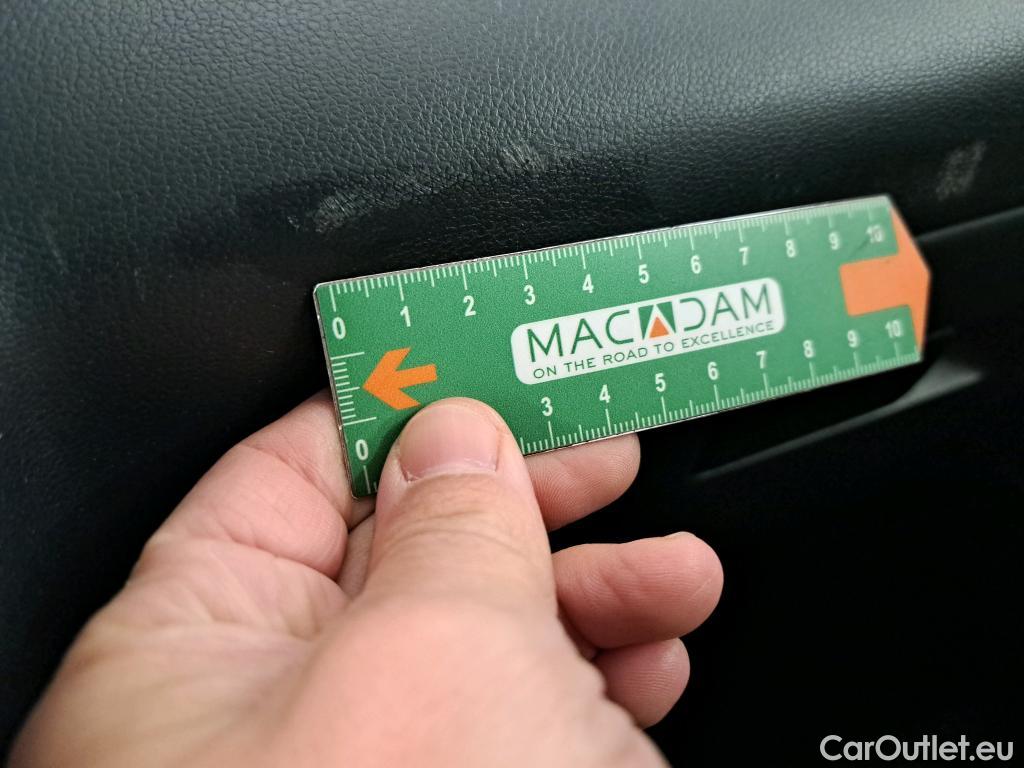 0 1 2 3 4 5 6 7 8 9 10
MACADAM
ON THE ROAD TO EXCELLENCE
0 3 4 5 6 7 8 9 10
CarOutlet.eu